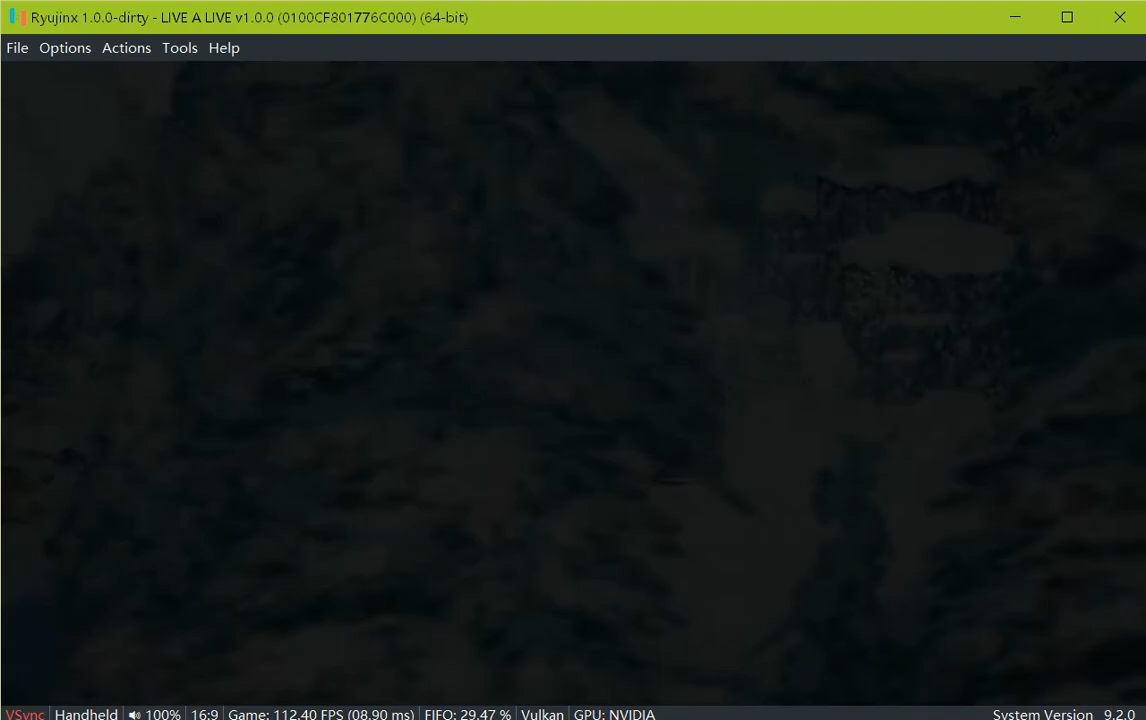 Ryujinx 1.0.0-dirty - LIVE A LIVE v1.0.0 (0100CF801776C000) (64-bit)
File Options Actions Tools Help
VSync Handheld 100% 16:9 Game: 112.40 FPS (08.90 ms) FIFO: 29.47 % Vulkan GPU: NVIDIA System Version 9.2.0